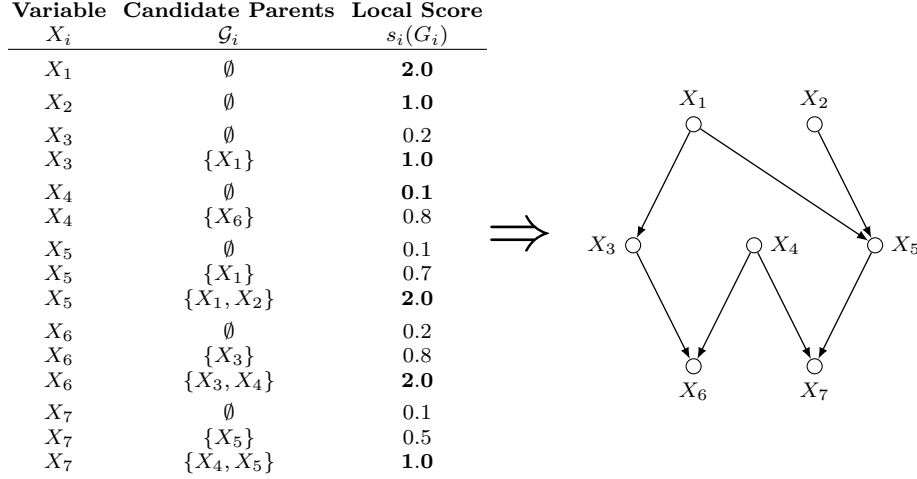 Variable Candidate Parents Local Score
X_i 𝒢_i s_i(G_i)
X_1 ∅ 2.0
X_2 ∅ 1.0
X_3 ∅ 0.2
X_3 {X_1} 1.0
X_4 ∅ 0.1
X_4 {X_6} 0.8
X_5 ∅ 0.1
X_5 {X_1} 0.7
X_5 {X_1, X_2} 2.0
X_6 ∅ 0.2
X_6 {X_3} 0.8
X_6 {X_3, X_4} 2.0
X_7 ∅ 0.1
X_7 {X_5} 0.5
X_7 {X_4, X_5} 1.0
⇒
X_1 X_2
X_3 X_4 X_5
X_6 X_7